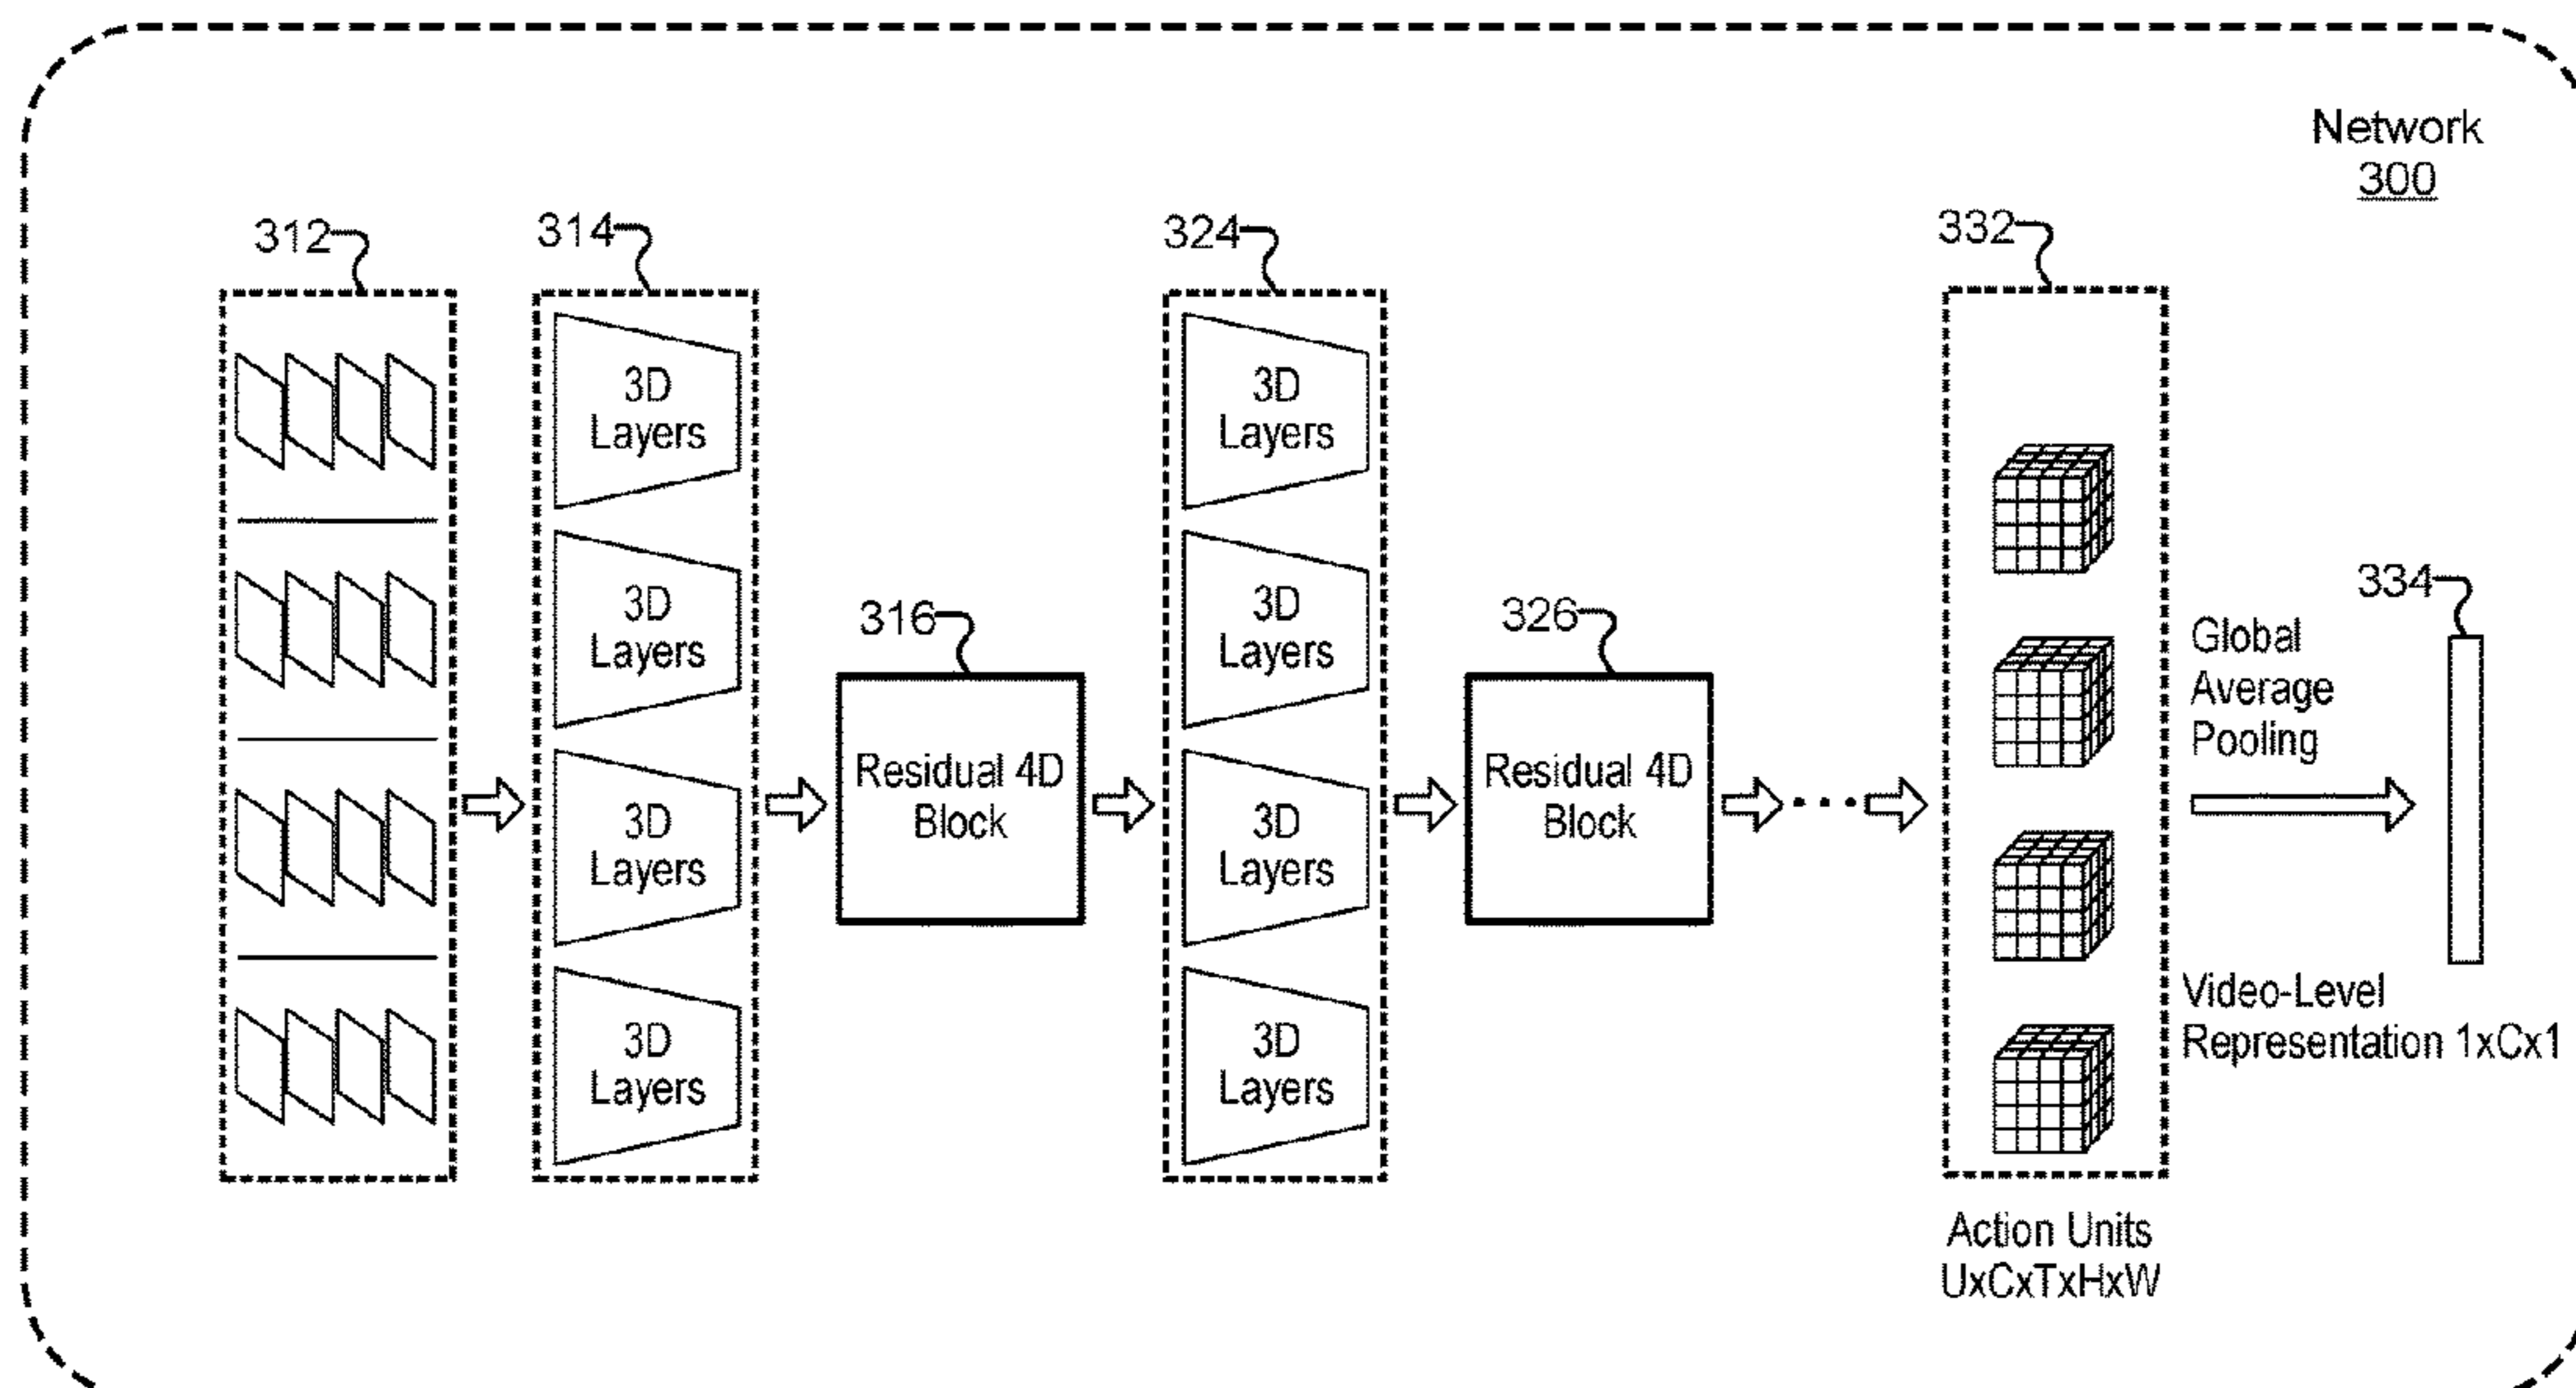 Network
300
312
314
324
332
3D
Layers
3D
Layers
3D
Layers
3D
Layers
316
Residual 4D
Block
3D
Layers
3D
Layers
3D
Layers
3D
Layers
326
Residual 4D
Block
Action Units
UxCxTxHxW
Global
Average
Pooling
334
Video-Level
Representation 1xCx1